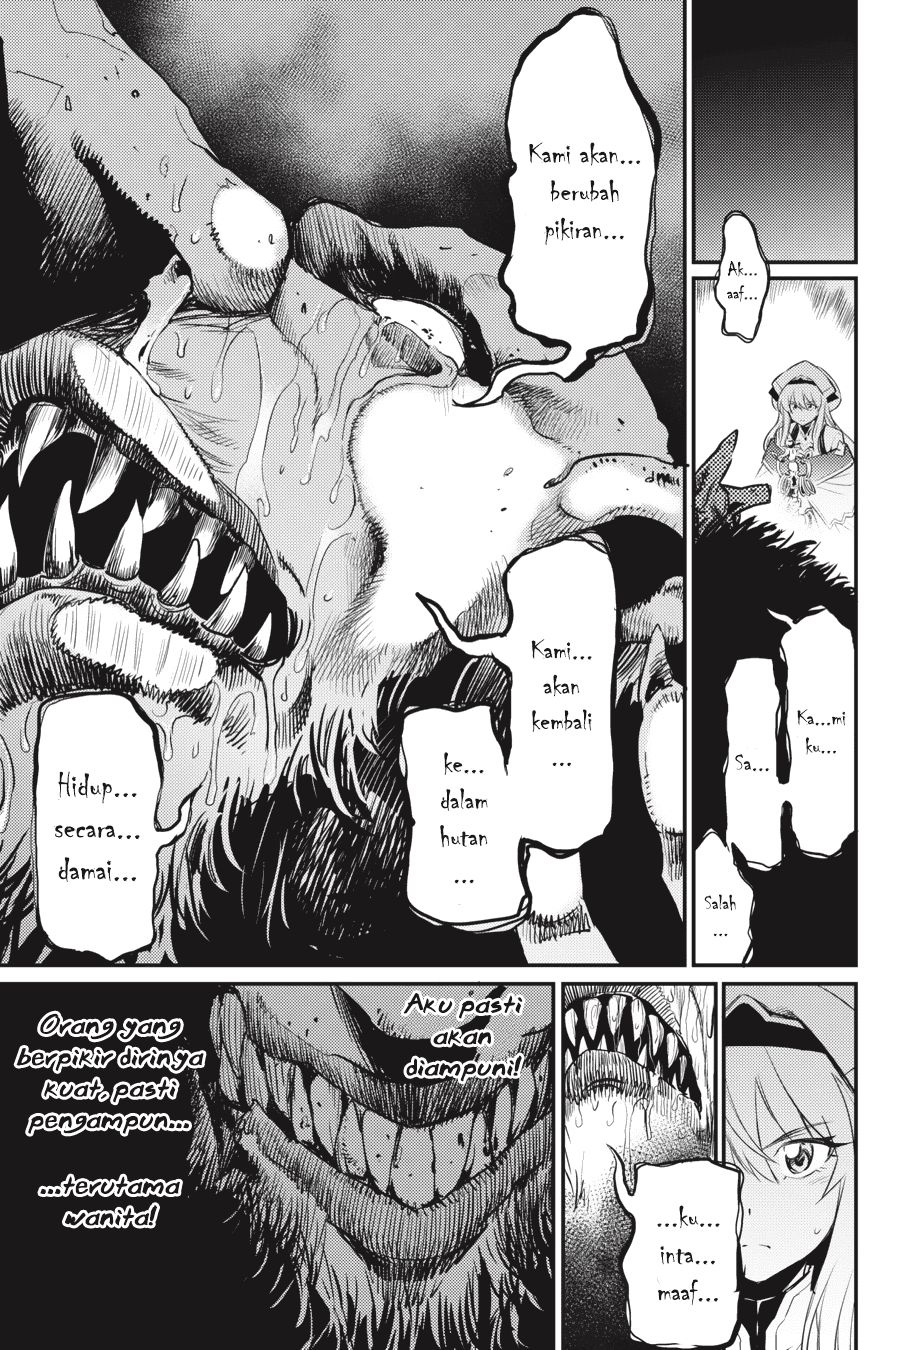 Ak...
aaf...
Ka...mi
ku...
Sa...
Salah
...
Kami akan...
berubah
pikiran...
Kami...
akan
kembali
...
ke...
dalam
hutan
...
Hidup...
secara...
damai...
...ku...
inta...
maaf...
Aku pasti
akan
diampuni!
Orang yang
berpikir dirinya
kuat, pasti
pengampun...
...terutama
wanita!